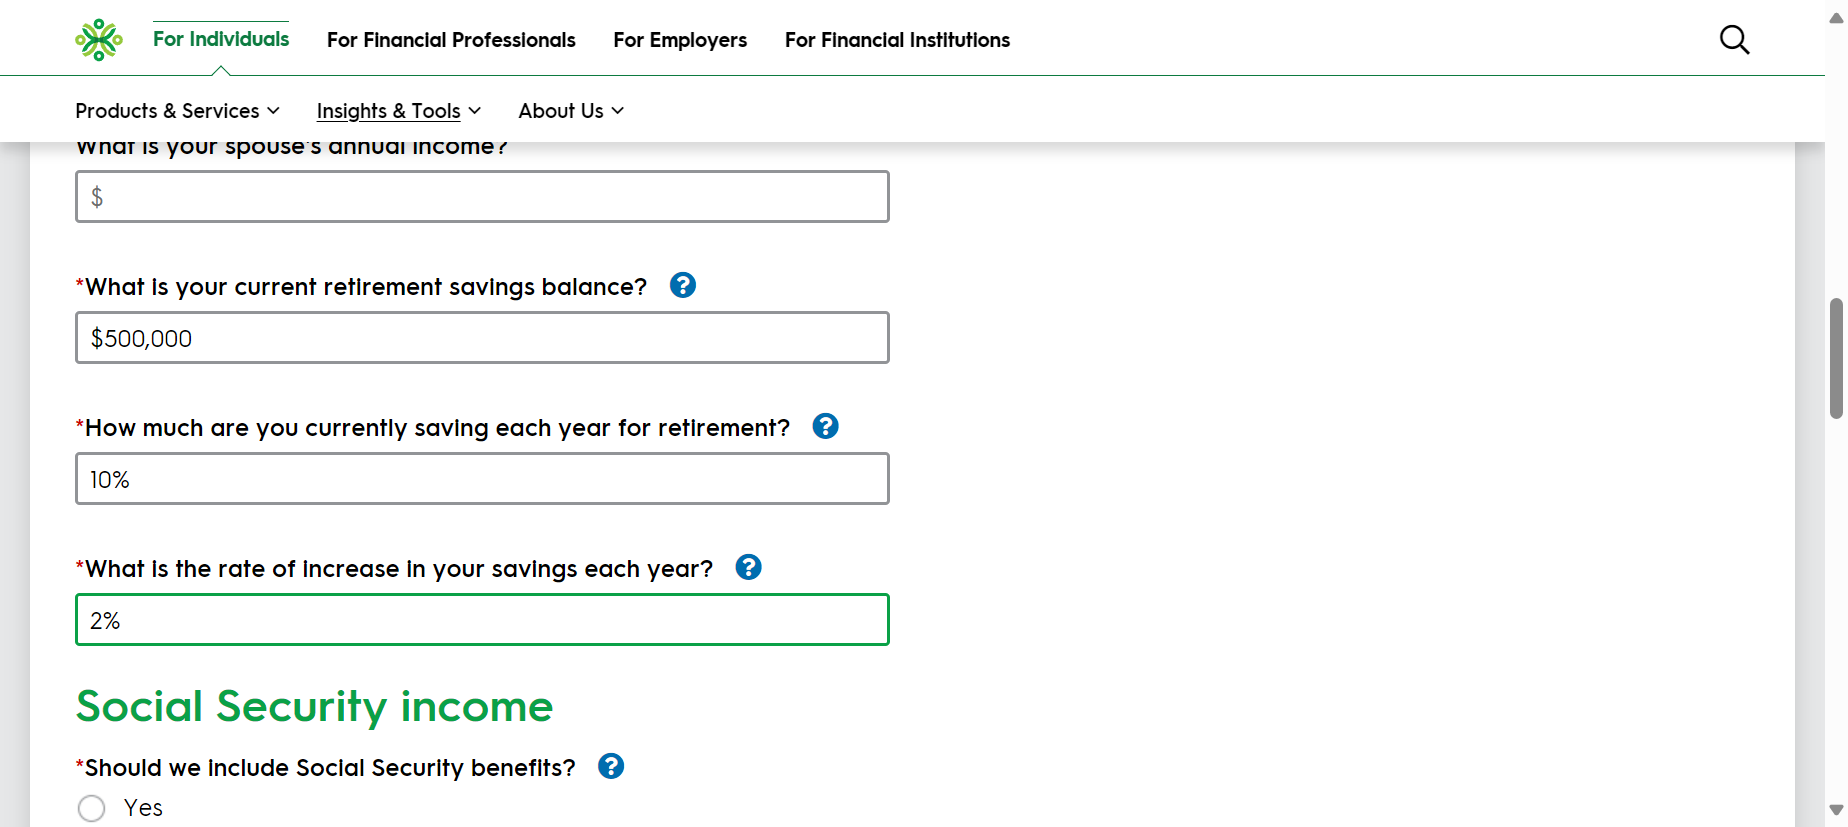 For Individuals
For Financial Professionals
For Employers
For Financial Institutions
Products & Services
Insights & Tools
About Us
What is your spouse's annual income?
$
*What is your current retirement savings balance? ?
$500,000
*How much are you currently saving each year for retirement? ?
10%
*What is the rate of increase in your savings each year? ?
2%
Social Security income
*Should we include Social Security benefits? ?
Yes